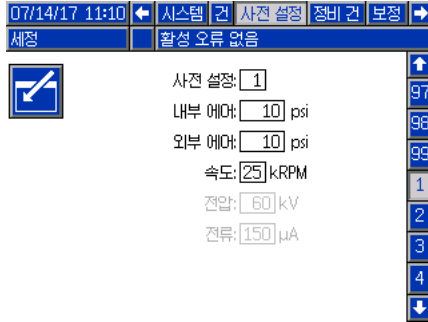 07/14/17 11:10 시스템 건 사전 설정 정비 건 보정
세정 활성 오류 없음
사전 설정: 1
내부 에어: 10 psi
외부 에어: 10 psi
속도: 25 kRPM
전압: 60 kV
전류: 150 µA
97
98
99
1
2
3
4